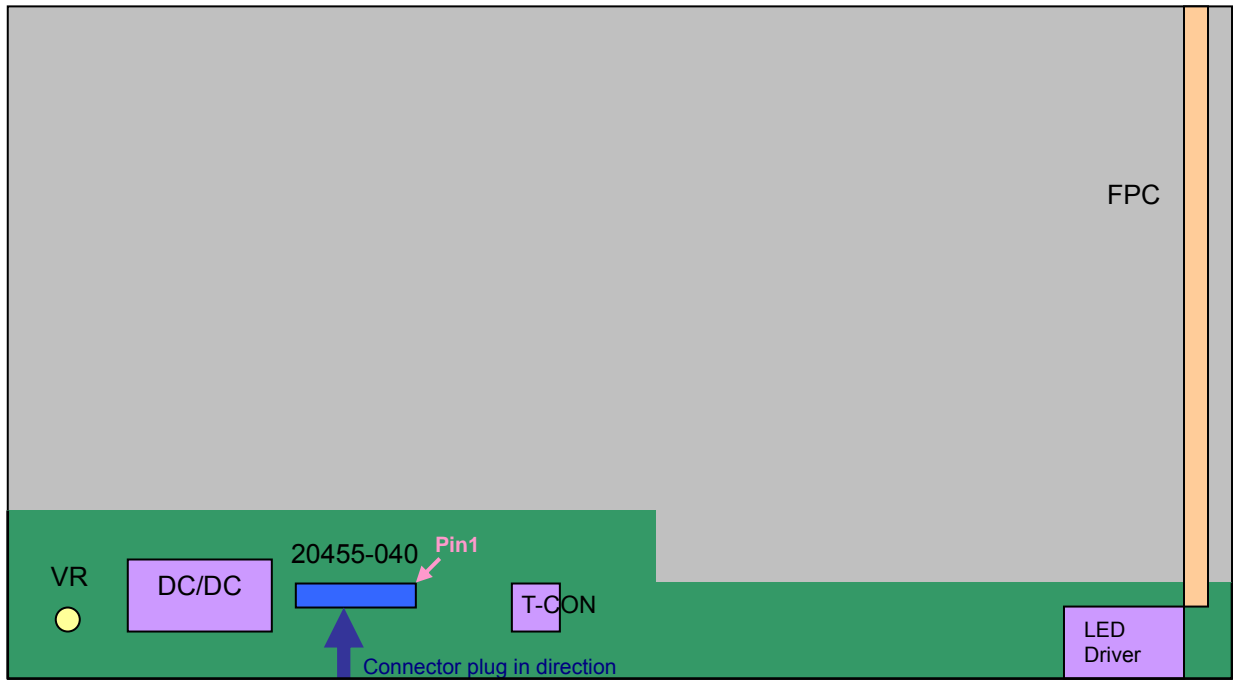 FPC
20455-040
Pin1
VR
DC/DC
T-CON
LED
Driver
Connector plug in direction